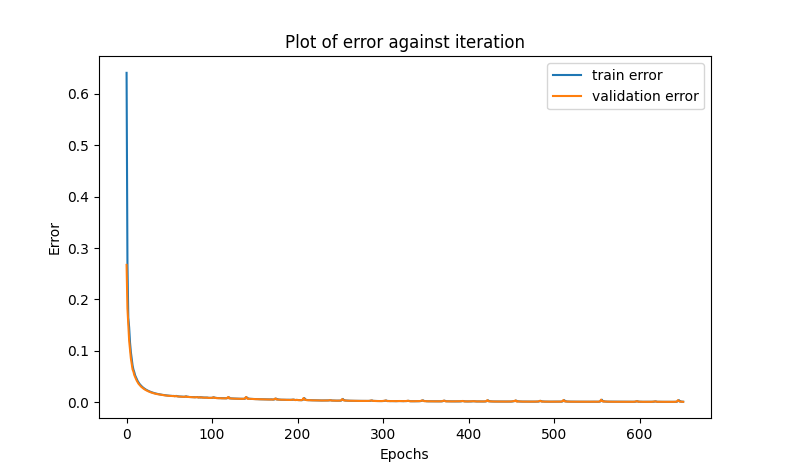 Plot of error against iteration
train error
validation error
Error
0.6
0.5
0.4
0.3
0.2
0.1
0.0
0 100 200 300 400 500 600
Epochs